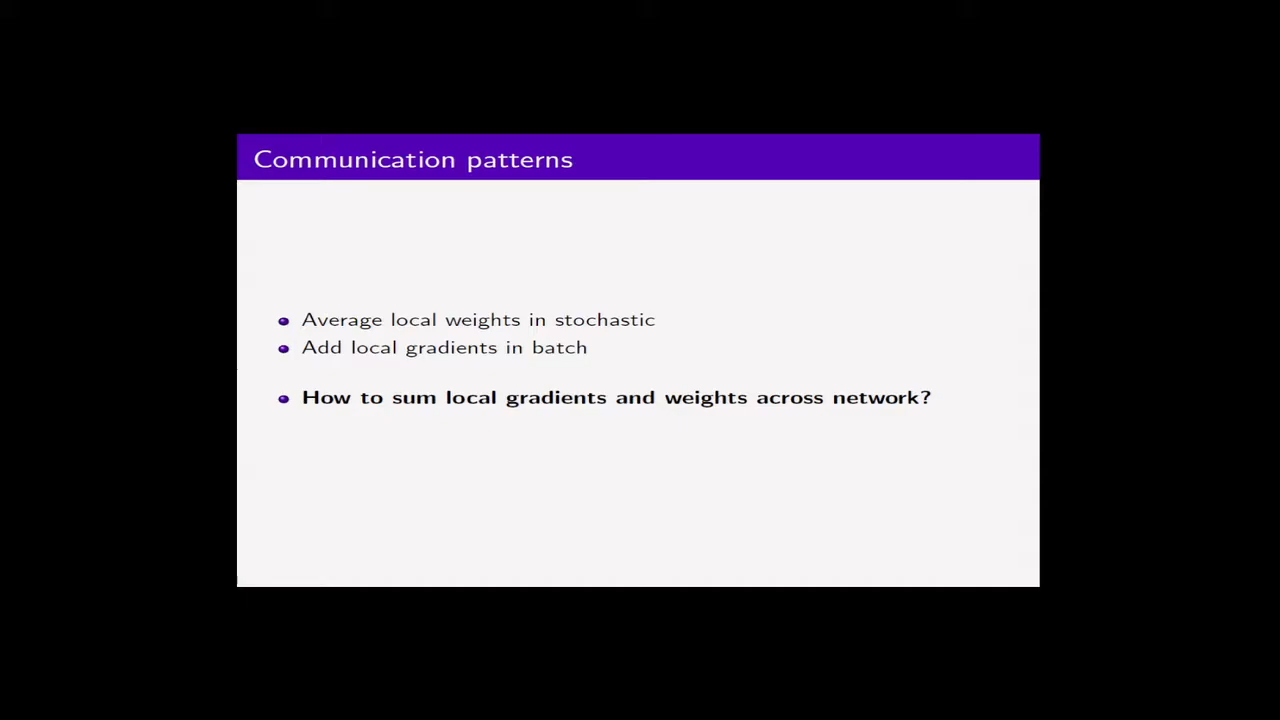 Communication patterns
Average local weights in stochastic
Add local gradients in batch
How to sum local gradients and weights across network?